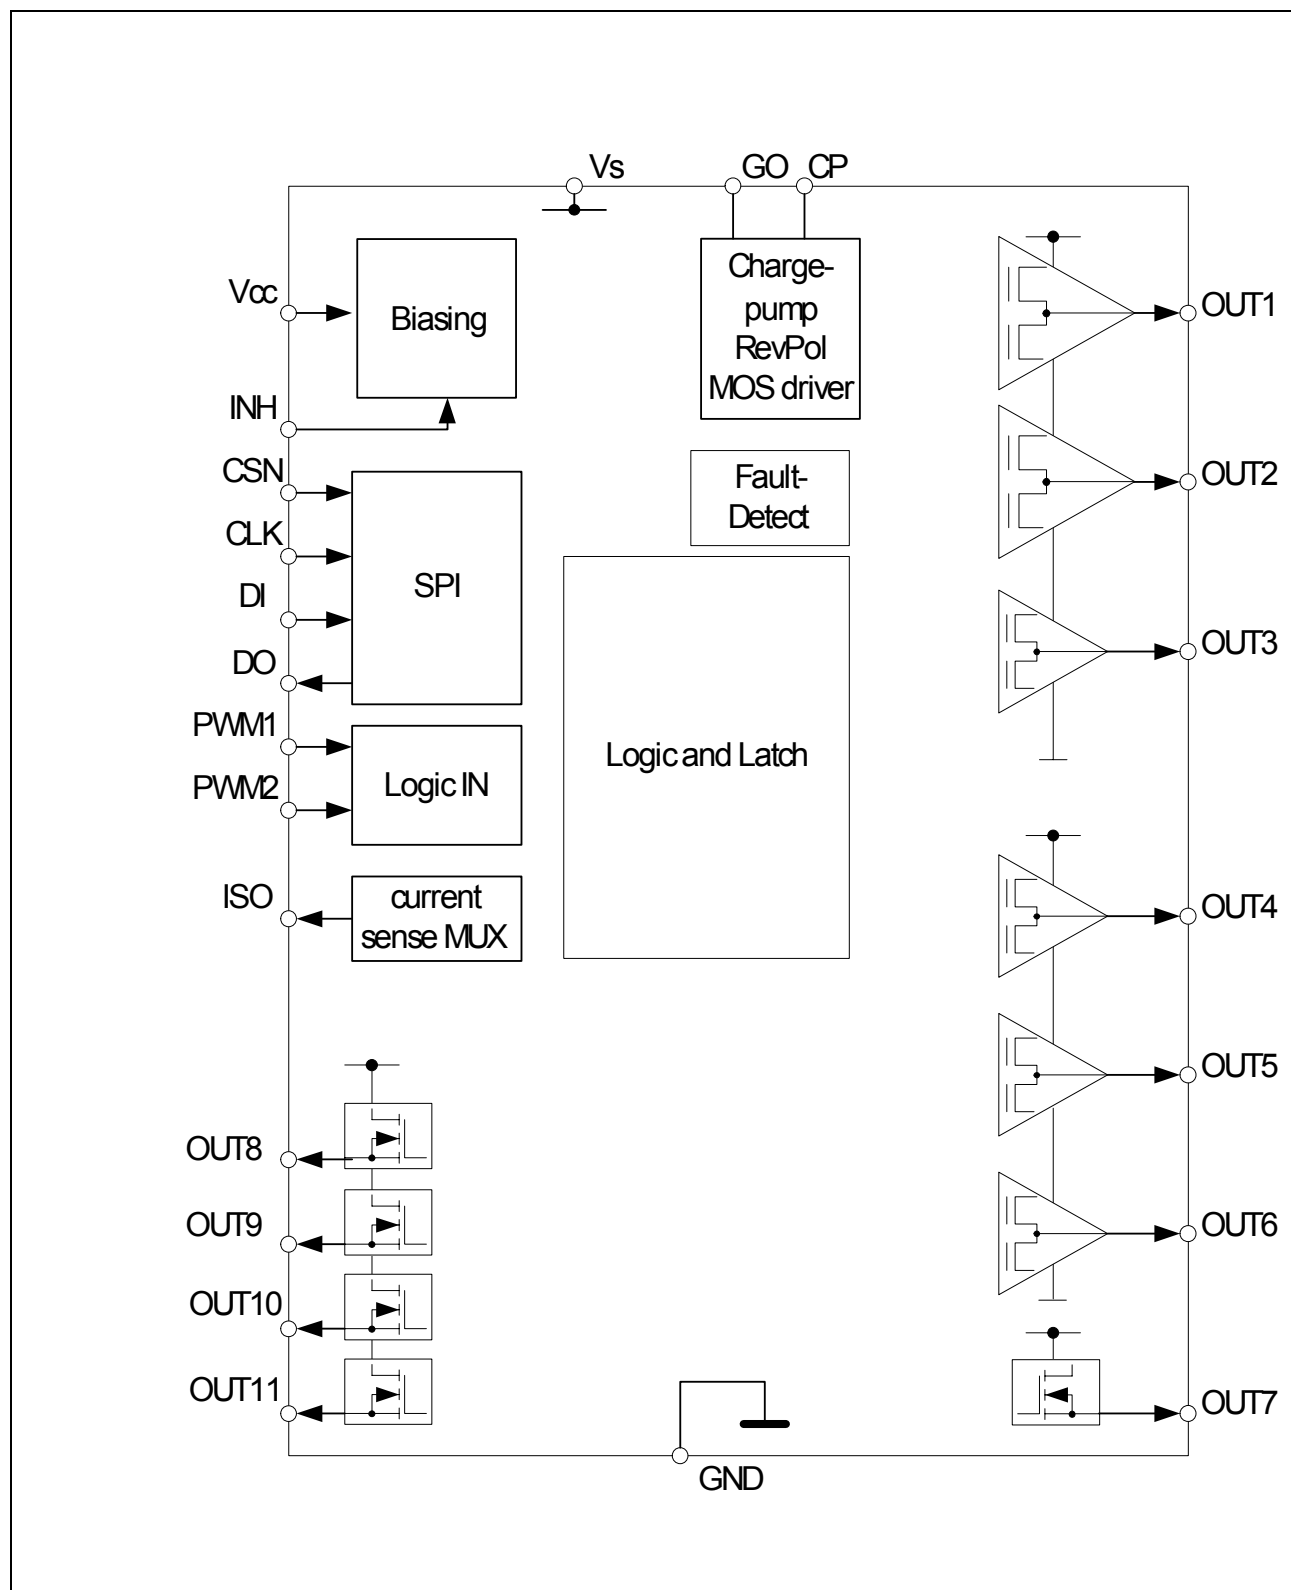 Vs
GO
CP
Vcc
Biasing
Charge-
pump
RevPol
MOS driver
OUT1
INH
CSN
CLK
DI
DO
SPI
Fault-
Detect
OUT2
OUT3
PWM1
PWM2
Logic IN
Logic and Latch
ISO
current
sense MUX
OUT4
OUT5
OUT6
OUT8
OUT9
OUT10
OUT11
OUT7
GND